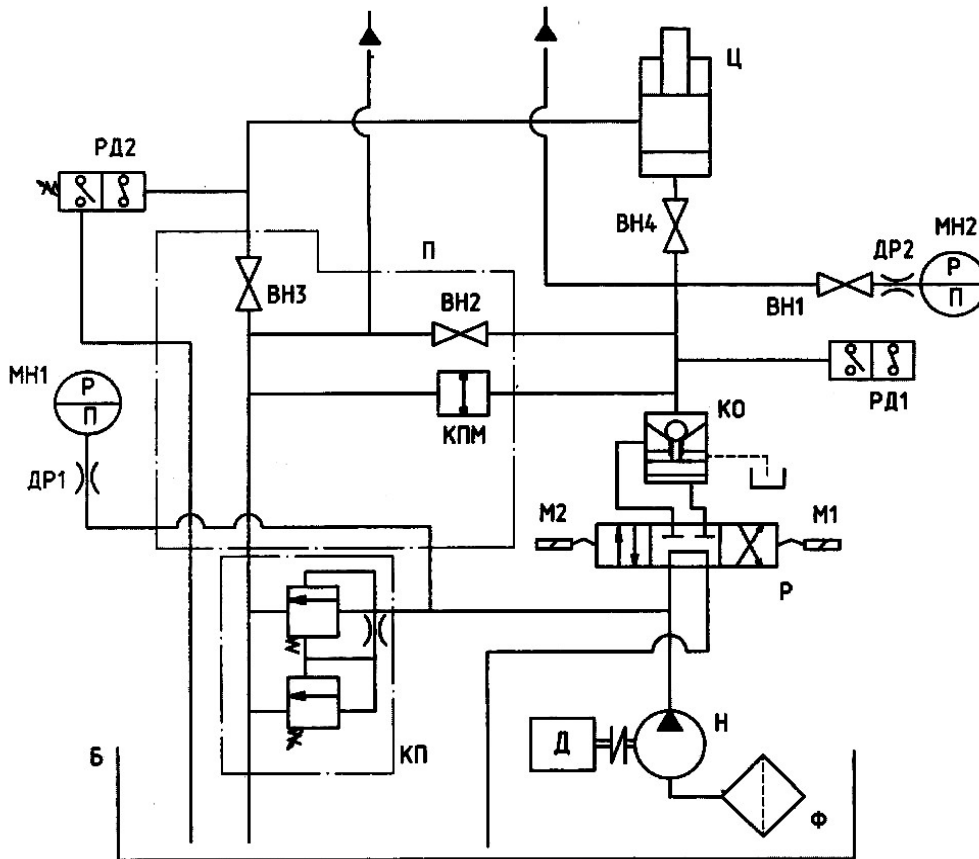 Ц
РД2
П
ВН4
МН2
ДР2
Р
П
ВН3
ВН2
ВН1
МН1
Р
П
КПМ
КО
РД1
ДР1
М2
М1
Р
Б
КП
Д
Н
Ф